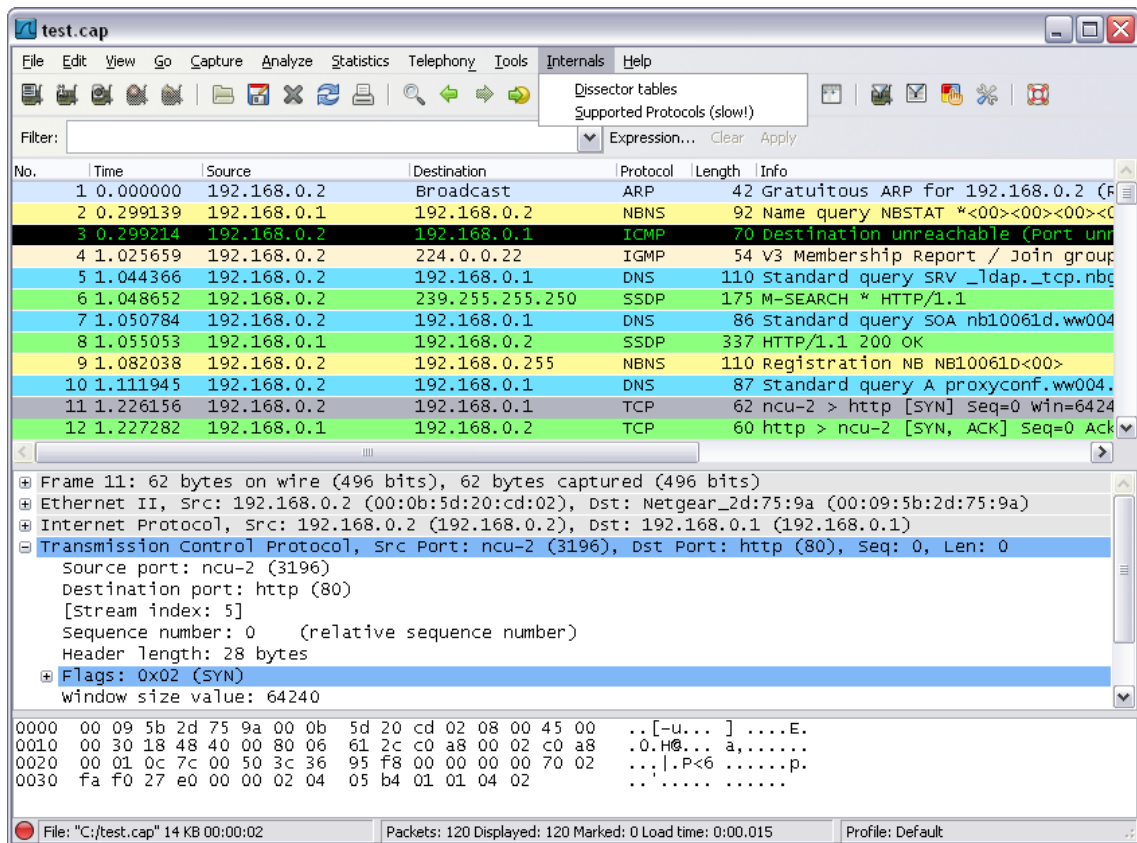 test.cap
File Edit View Go Capture Analyze Statistics Telephony Tools Internals Help
Dissector tables
Supported Protocols (slow!)
Filter: Expression... Clear Apply
No. Time Source Destination Protocol Length Info
1 0.000000 192.168.0.2 Broadcast ARP 42 Gratuitous ARP for 192.168.0.2 (R
2 0.299139 192.168.0.1 192.168.0.2 NBNS 92 Name query NBSTAT *<00><00><00><0
3 0.299214 192.168.0.2 192.168.0.1 ICMP 70 Destination unreachable (Port unr
4 1.025659 192.168.0.2 224.0.0.22 IGMP 54 V3 Membership Report / Join group
5 1.044366 192.168.0.2 192.168.0.1 DNS 110 Standard query SRV _ldap._tcp.nbg
6 1.048652 192.168.0.2 239.255.255.250 SSDP 175 M-SEARCH * HTTP/1.1
7 1.050784 192.168.0.2 192.168.0.1 DNS 86 Standard query SOA nb10061d.ww004
8 1.055053 192.168.0.1 192.168.0.2 SSDP 337 HTTP/1.1 200 OK
9 1.082038 192.168.0.2 192.168.0.255 NBNS 110 Registration NB NB10061D<00>
10 1.111945 192.168.0.2 192.168.0.1 DNS 87 Standard query A proxyconf.ww004.
11 1.226156 192.168.0.2 192.168.0.1 TCP 62 ncu-2 > http [SYN] Seq=0 Win=6424
12 1.227282 192.168.0.1 192.168.0.2 TCP 60 http > ncu-2 [SYN, ACK] Seq=0 Ack
Frame 11: 62 bytes on wire (496 bits), 62 bytes captured (496 bits)
Ethernet II, Src: 192.168.0.2 (00:0b:5d:20:cd:02), Dst: Netgear_2d:75:9a (00:09:5b:2d:75:9a)
Internet Protocol, Src: 192.168.0.2 (192.168.0.2), Dst: 192.168.0.1 (192.168.0.1)
Transmission Control Protocol, Src Port: ncu-2 (3196), Dst Port: http (80), Seq: 0, Len: 0
Source port: ncu-2 (3196)
Destination port: http (80)
[Stream index: 5]
Sequence number: 0 (relative sequence number)
Header length: 28 bytes
Flags: 0x02 (SYN)
Window size value: 64240
0000 00 09 5b 2d 75 9a 00 0b 5d 20 cd 02 08 00 45 00 ..[-u... ] ....E.
0010 00 30 18 48 40 00 80 06 61 2c c0 a8 00 02 c0 a8 .0.H@... a,......
0020 00 01 0c 7c 00 50 3c 36 95 f8 00 00 00 00 70 02 ...|.P<6 ......p.
0030 fa f0 27 e0 00 00 02 04 05 b4 01 01 04 02 ..'..... ......
File: "C:/test.cap" 14 KB 00:00:02 Packets: 120 Displayed: 120 Marked: 0 Load time: 0:00.015 Profile: Default